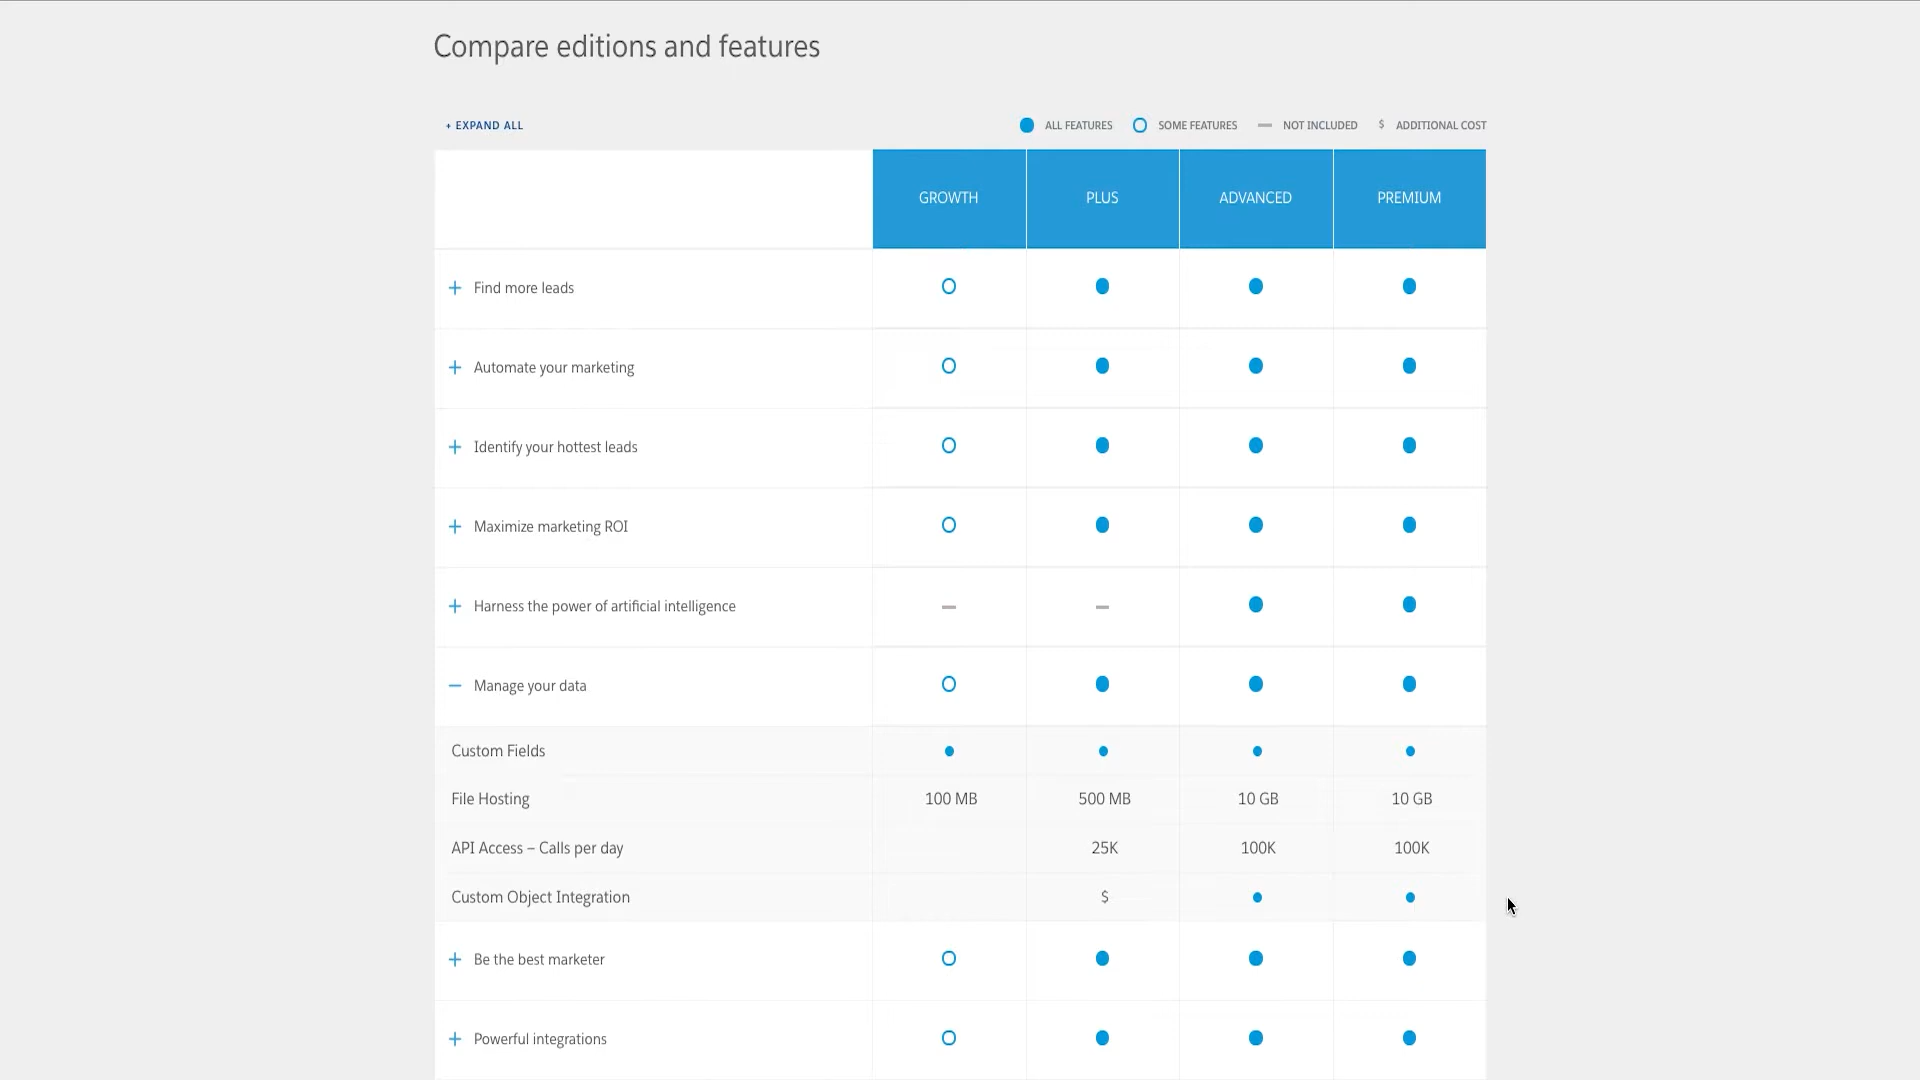 Compare editions and features
+ EXPAND ALL ALL FEATURES SOME FEATURES NOT INCLUDED $ ADDITIONAL COST
GROWTH PLUS ADVANCED PREMIUM
Find more leads
Automate your marketing
Identify your hottest leads
Maximize marketing ROI
Harness the power of artificial intelligence
Manage your data
Custom Fields
File Hosting 100 MB 500 MB 10 GB 10 GB
API Access – Calls per day 25K 100K 100K
Custom Object Integration $
Be the best marketer
Powerful integrations